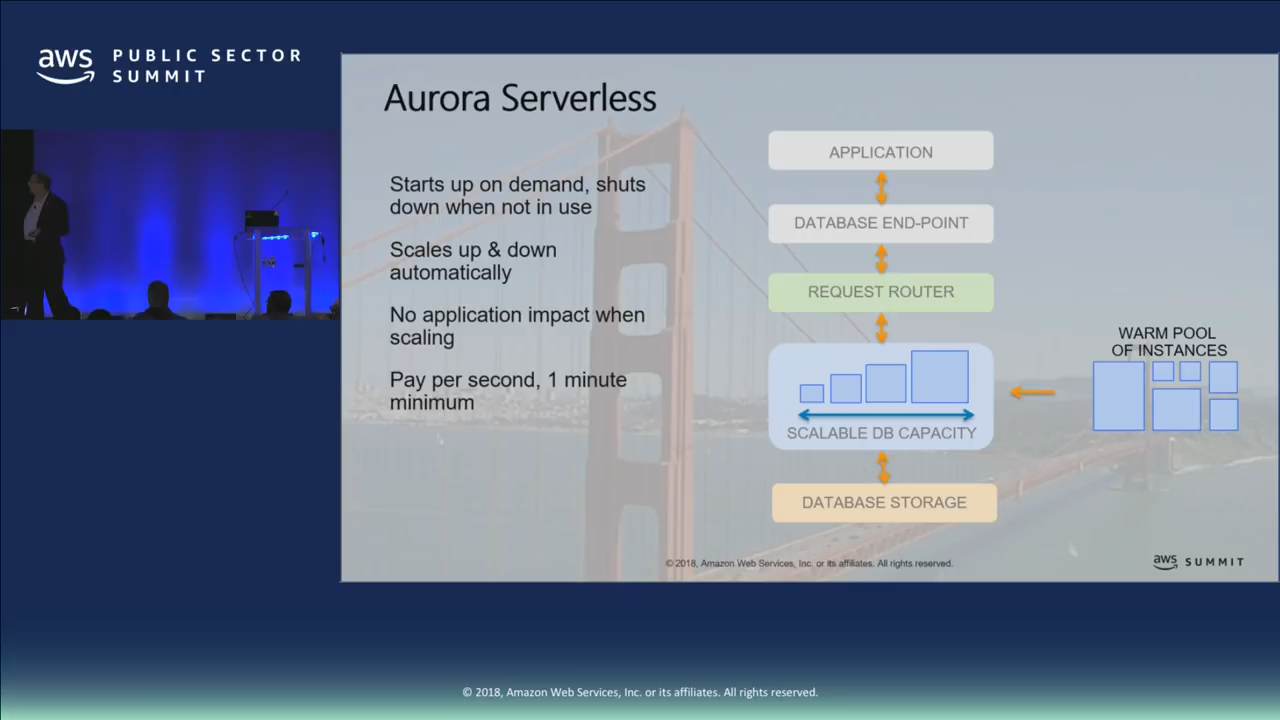 aws PUBLIC SECTOR
SUMMIT
Aurora Serverless
Starts up on demand, shuts
down when not in use
Scales up & down
automatically
No application impact when
scaling
Pay per second, 1 minute
minimum
APPLICATION
DATABASE END-POINT
REQUEST ROUTER
SCALABLE DB CAPACITY
DATABASE STORAGE
WARM POOL
OF INSTANCES
© 2018, Amazon Web Services, Inc. or its affiliates. All rights reserved.
aws SUMMIT
© 2018, Amazon Web Services, Inc. or its affiliates. All rights reserved.